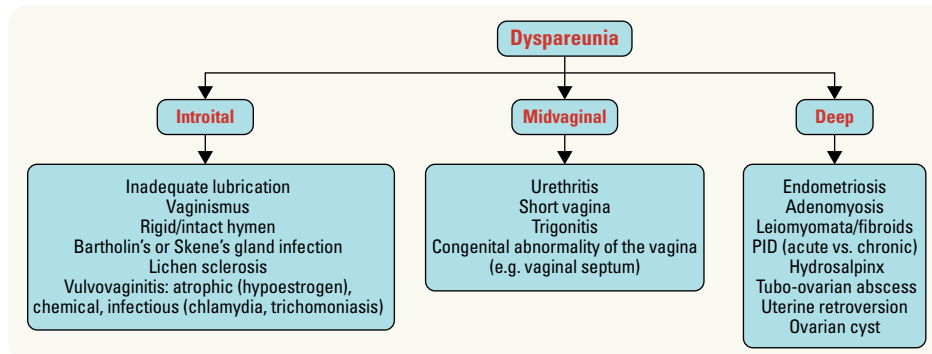 Dyspareunia
Introital
Midvaginal
Deep
Inadequate lubrication
Vaginismus
Rigid/intact hymen
Bartholin's or Skene's gland infection
Lichen sclerosis
Vulvovaginitis: atrophic (hypoestrogen),
chemical, infectious (chlamydia, trichomoniasis)
Urethritis
Short vagina
Trigonitis
Congenital abnormality of the vagina
(e.g. vaginal septum)
Endometriosis
Adenomyosis
Leiomyomata/fibroids
PID (acute vs. chronic)
Hydrosalpinx
Tubo-ovarian abscess
Uterine retroversion
Ovarian cyst